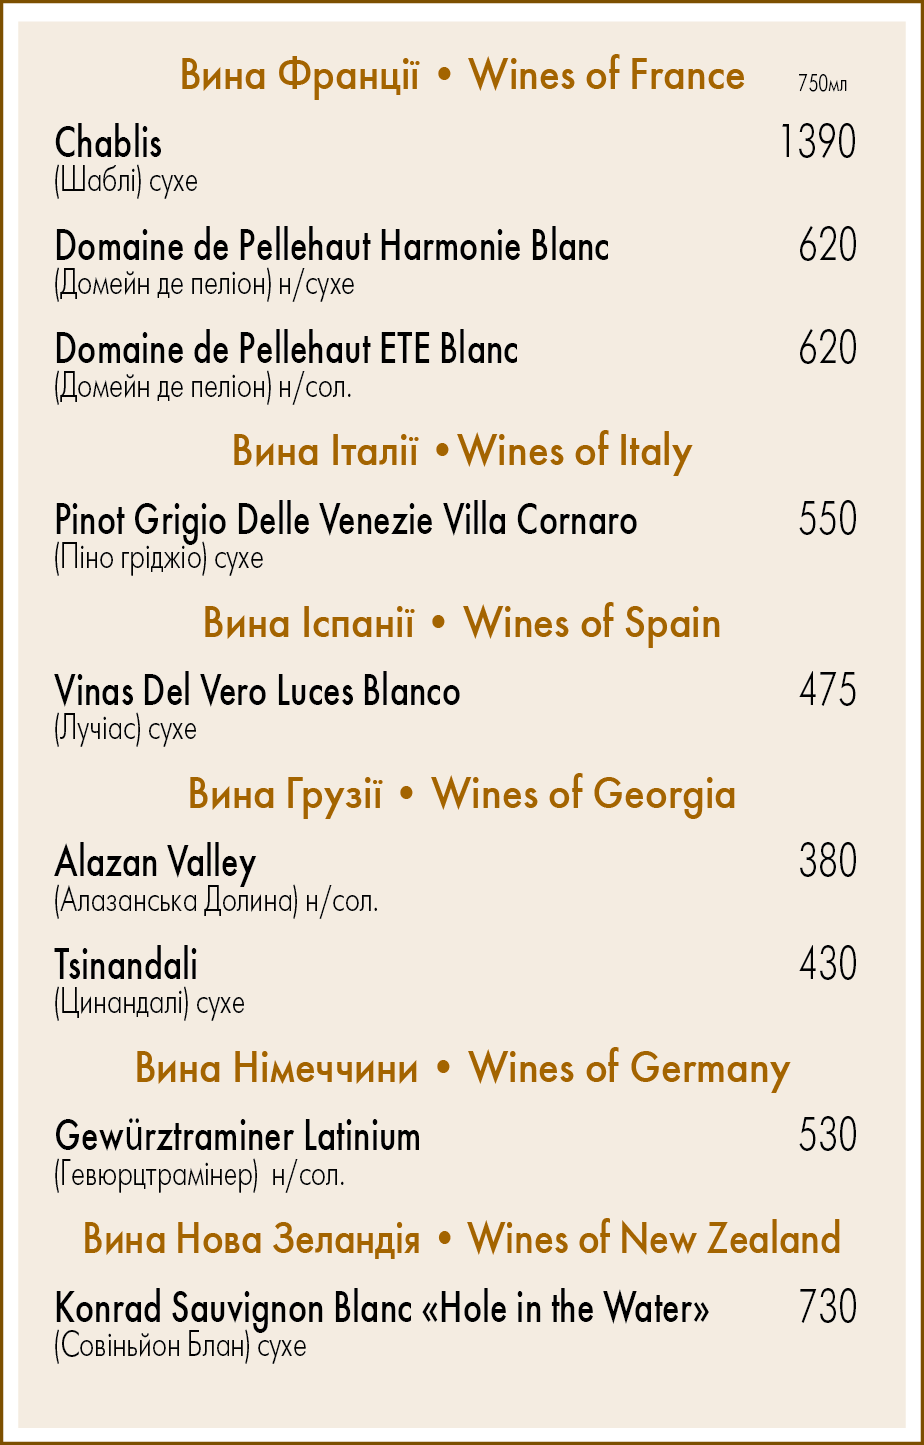 Вина Франції • Wines of France 750мл
Chablis 1390
(Шаблі) сухе
Domaine de Pellehaut Harmonie Blanc 620
(Домейн де пеліон) н/сухе
Domaine de Pellehaut ETE Blanc 620
(Домейн де пеліон) н/сол.
Вина Італії •Wines of Italy
Pinot Grigio Delle Venezie Villa Cornaro 550
(Піно гріджіо) сухе
Вина Іспанії • Wines of Spain
Vinas Del Vero Luces Blanco 475
(Лучіас) сухе
Вина Грузії • Wines of Georgia
Alazan Valley 380
(Алазанська Долина) н/сол.
Tsinandali 430
(Цинандалі) сухе
Вина Німеччини • Wines of Germany
Gewürztraminer Latinium 530
(Гевюрцтрамінер) н/сол.
Вина Нова Зеландія • Wines of New Zealand
Konrad Sauvignon Blanc «Hole in the Water» 730
(Совіньйон Блан) сухе